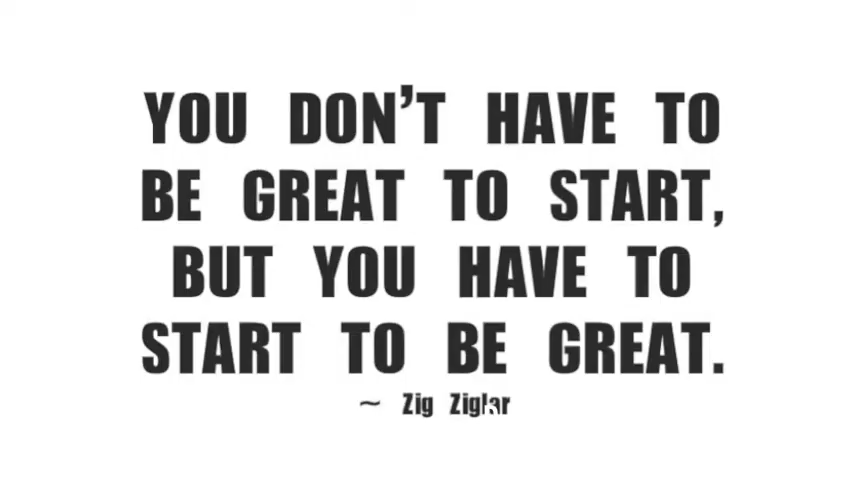 YOU DON’T HAVE TO
BE GREAT TO START,
BUT YOU HAVE TO
START TO BE GREAT.
~ Zig Ziglar